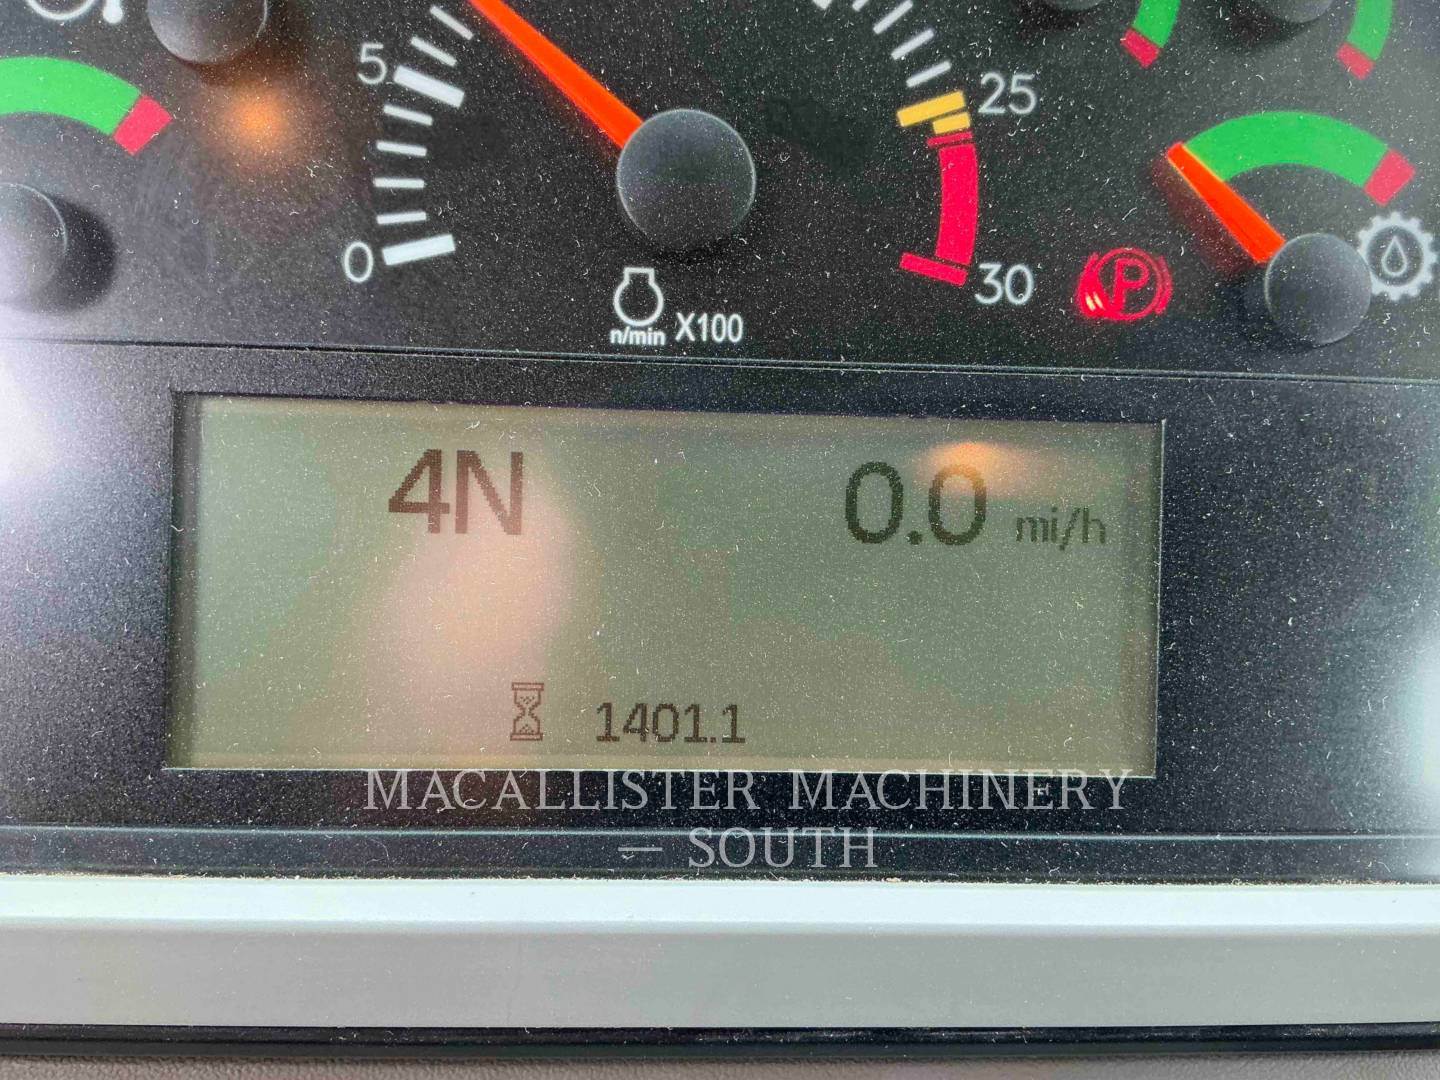 5
25
0
30
P
n/min X100
4N 0.0 mi/h
1401.1
MACALLISTER MACHINERY
— SOUTH